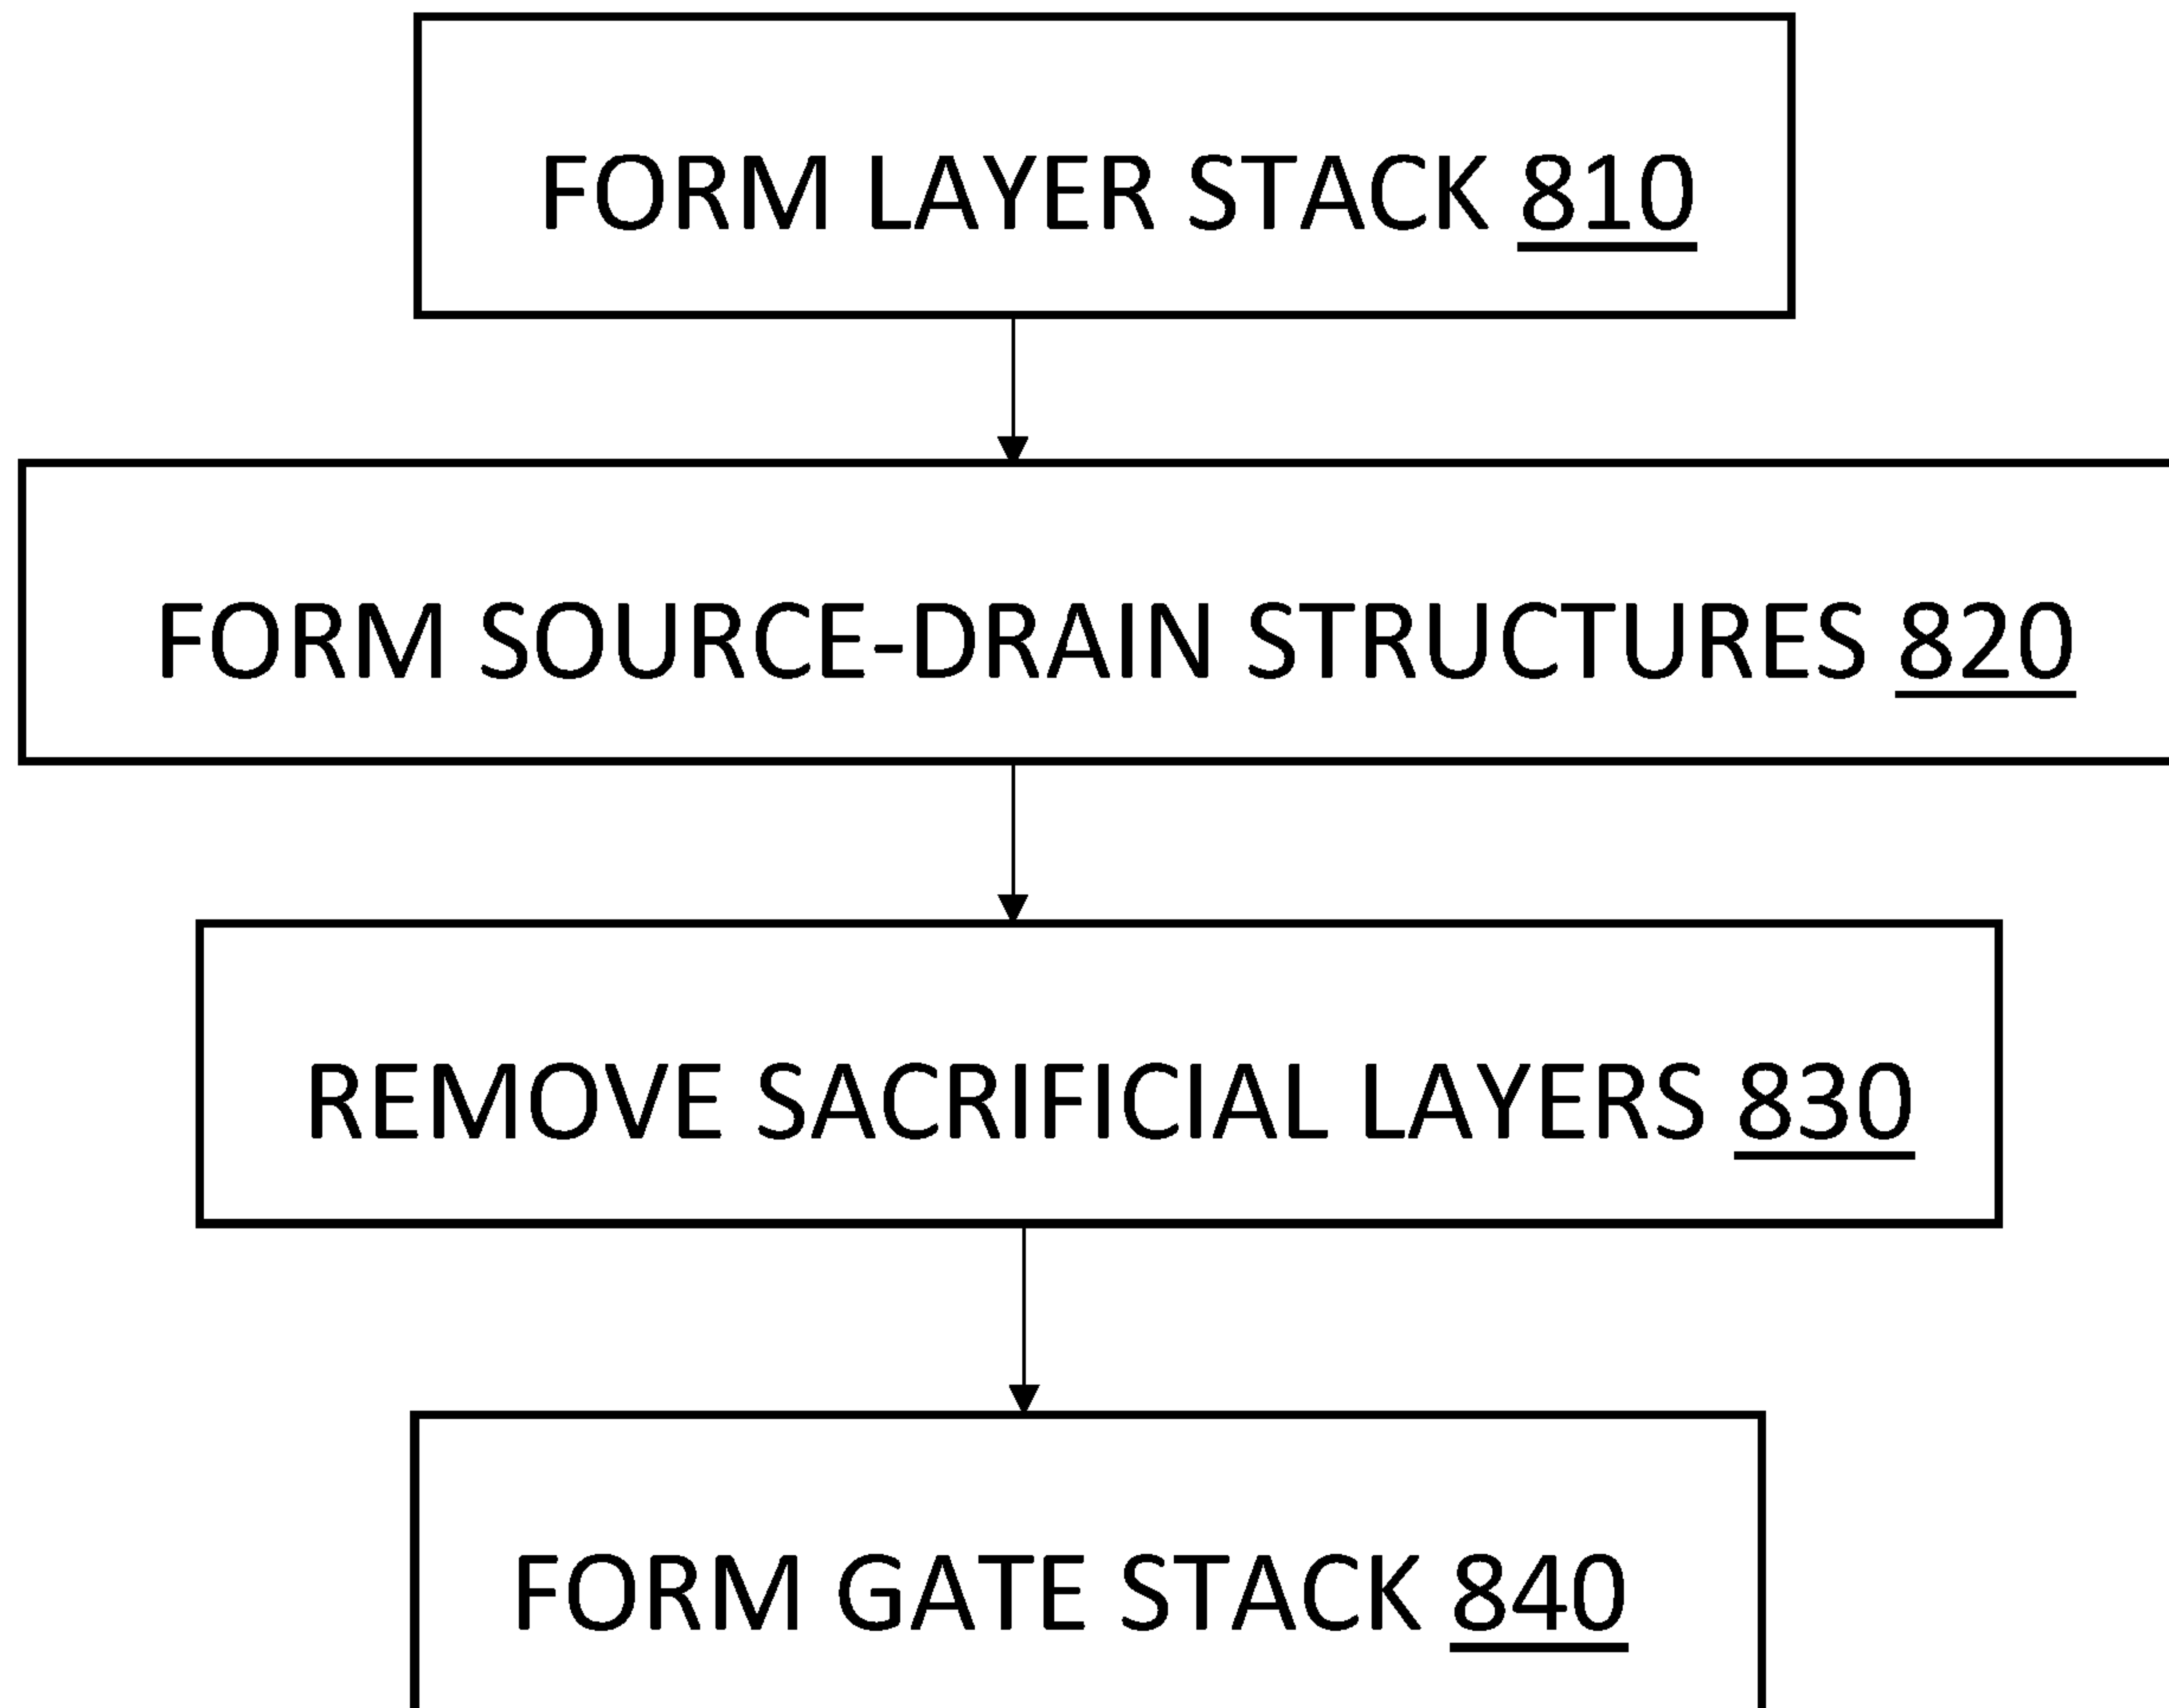 FORM LAYER STACK 810
FORM SOURCE-DRAIN STRUCTURES 820
REMOVE SACRIFICIAL LAYERS 830
FORM GATE STACK 840